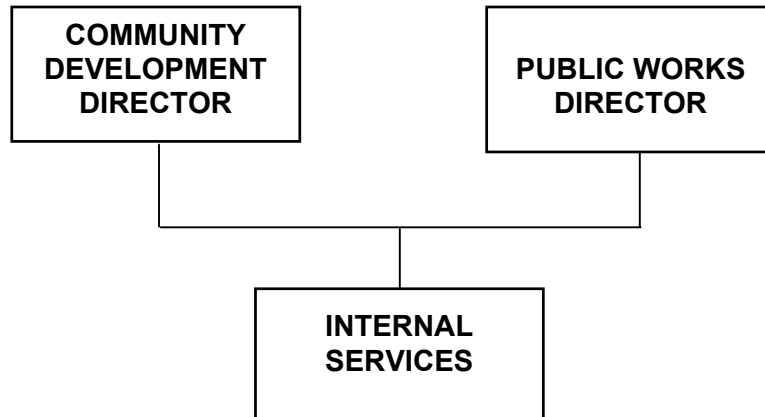 COMMUNITY
DEVELOPMENT
DIRECTOR
PUBLIC WORKS
DIRECTOR
INTERNAL
SERVICES